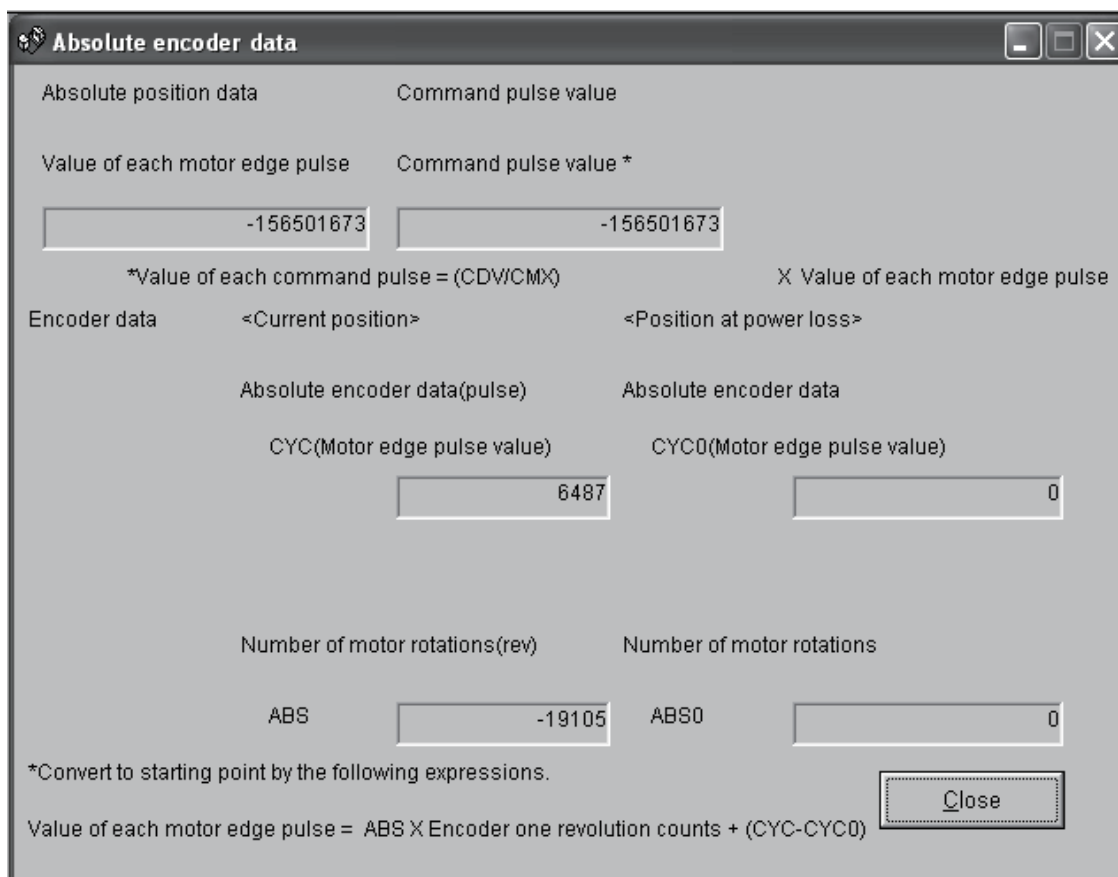 Absolute encoder data
Absolute position data Command pulse value
Value of each motor edge pulse Command pulse value *
-156501673 -156501673
*Value of each command pulse = (CDV/CMX) X Value of each motor edge pulse
Encoder data <Current position> <Position at power loss>
Absolute encoder data(pulse) Absolute encoder data
CYC(Motor edge pulse value) CYC0(Motor edge pulse value)
6487 0
Number of motor rotations(rev) Number of motor rotations
ABS -19105 ABS0 0
*Convert to starting point by the following expressions.
Close
Value of each motor edge pulse = ABS X Encoder one revolution counts + (CYC-CYC0)